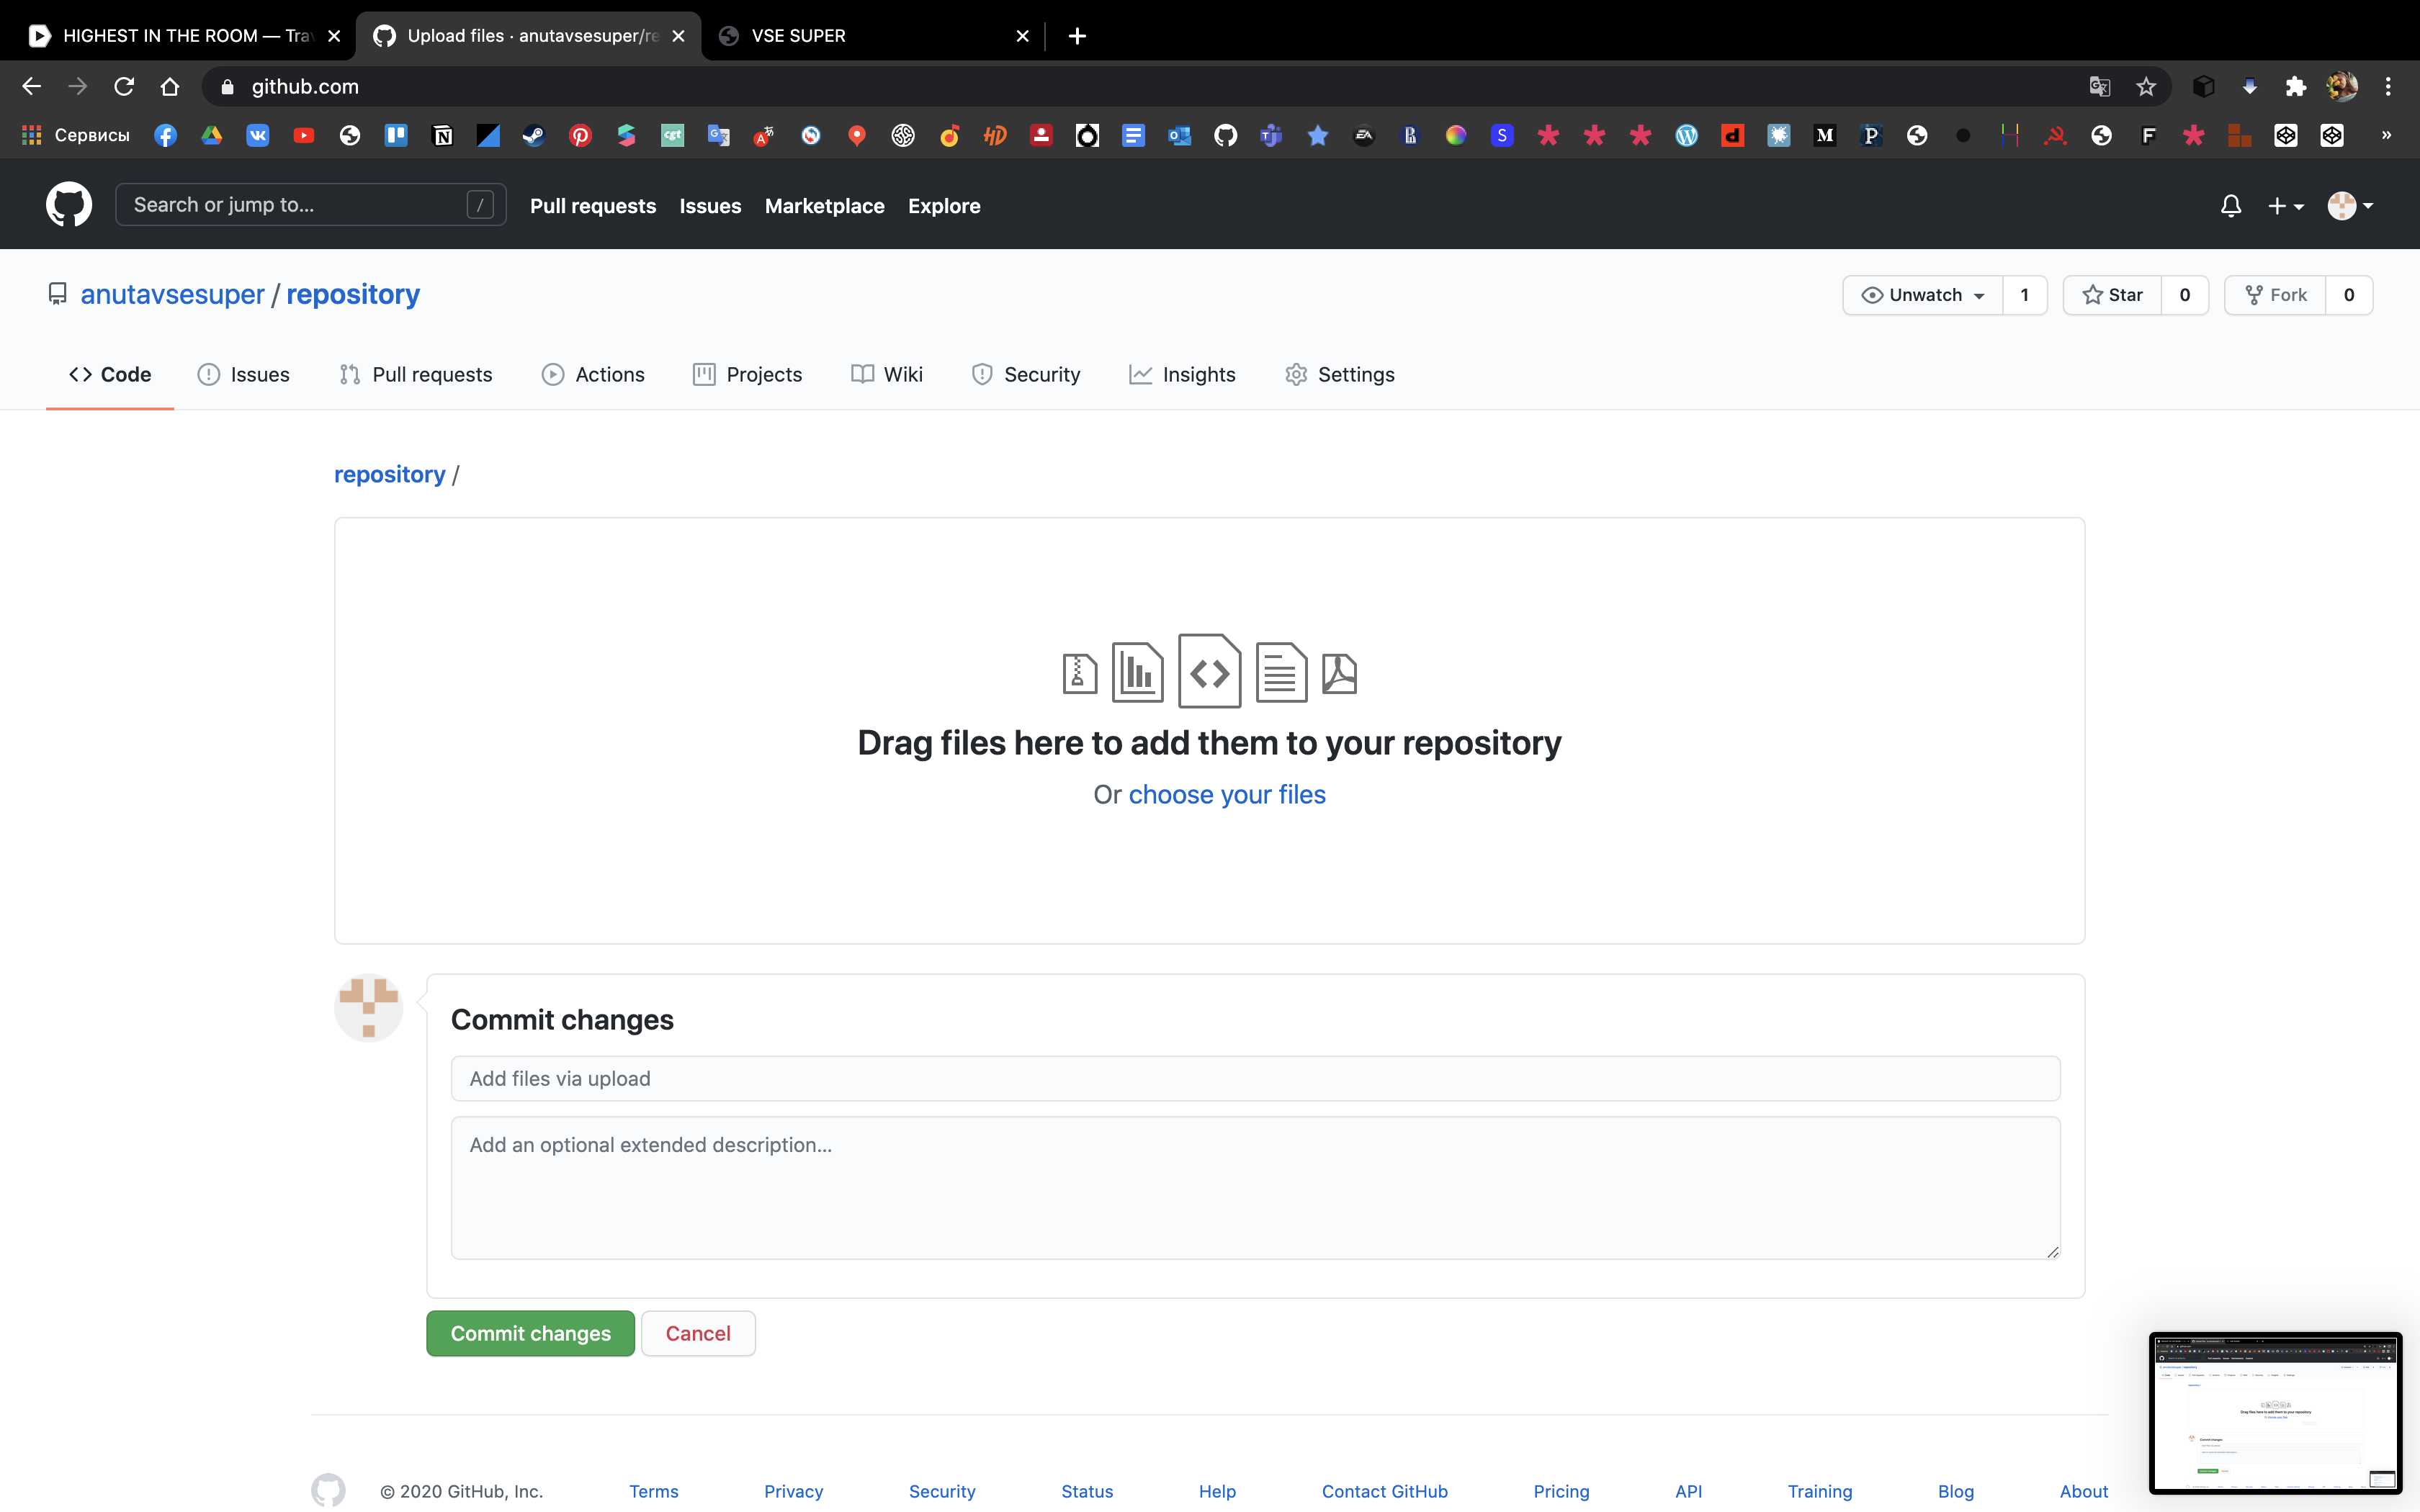 HIGHEST IN THE ROOM — Tra
Upload files · anutavsesuper/re
VSE SUPER
github.com
Сервисы
Search or jump to...
/
Pull requests
Issues
Marketplace
Explore
anutavsesuper / repository
Unwatch
1
Star
0
Fork
0
Code
Issues
Pull requests
Actions
Projects
Wiki
Security
Insights
Settings
repository /
Drag files here to add them to your repository
Or choose your files
Commit changes
Add files via upload
Add an optional extended description...
Commit changes
Cancel
© 2020 GitHub, Inc.
Terms
Privacy
Security
Status
Help
Contact GitHub
Pricing
API
Training
Blog
About